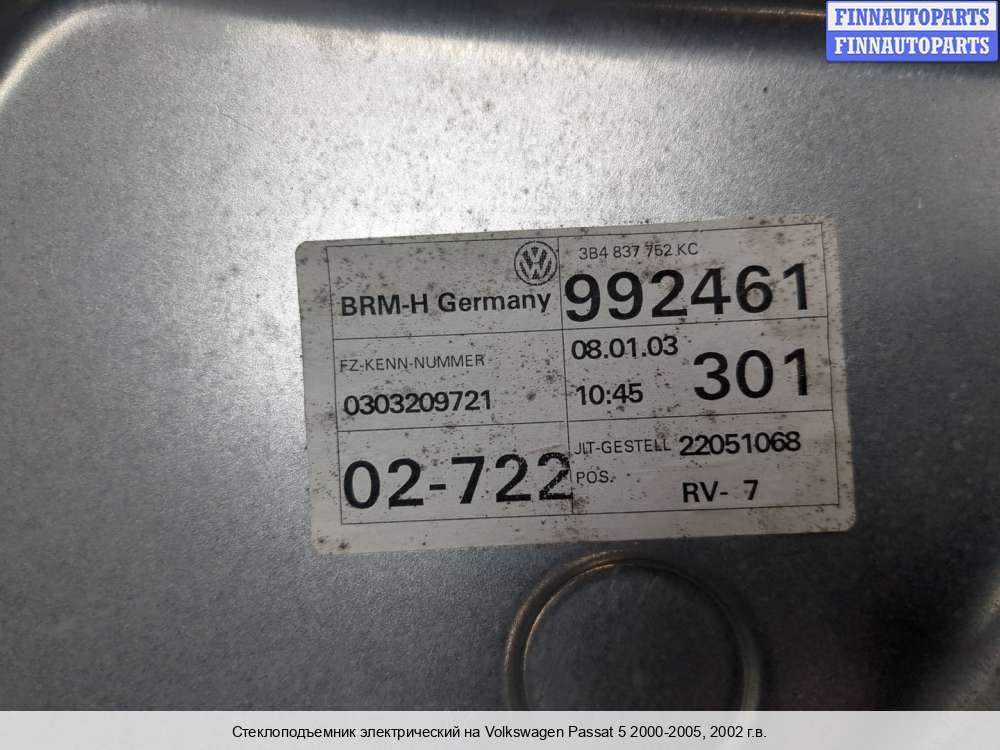 FINNAUTOPARTS
FINNAUTOPARTS
3B4 837 752 KC
BRM-H Germany 992461
FZ-KENN-NUMMER 08.01.03
0303209721 10:45 301
02-722 JLT-GESTELL 22051068
POS. RV- 7
Стеклоподъемник электрический на Volkswagen Passat 5 2000-2005, 2002 г.в.